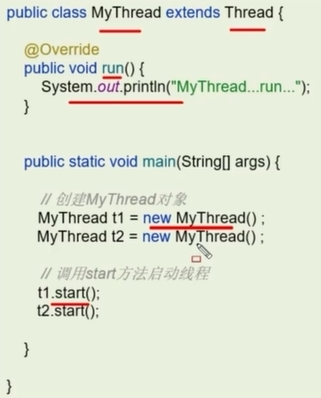 public class MyThread extends Thread {
@Override
public void run() {
System.out.println("MyThread...run...");
}
public static void main(String[] args) {
// 创建MyThread对象
MyThread t1 = new MyThread() ;
MyThread t2 = new MyThread() ;
// 调用start方法启动线程
t1.start();
t2.start();
}
}